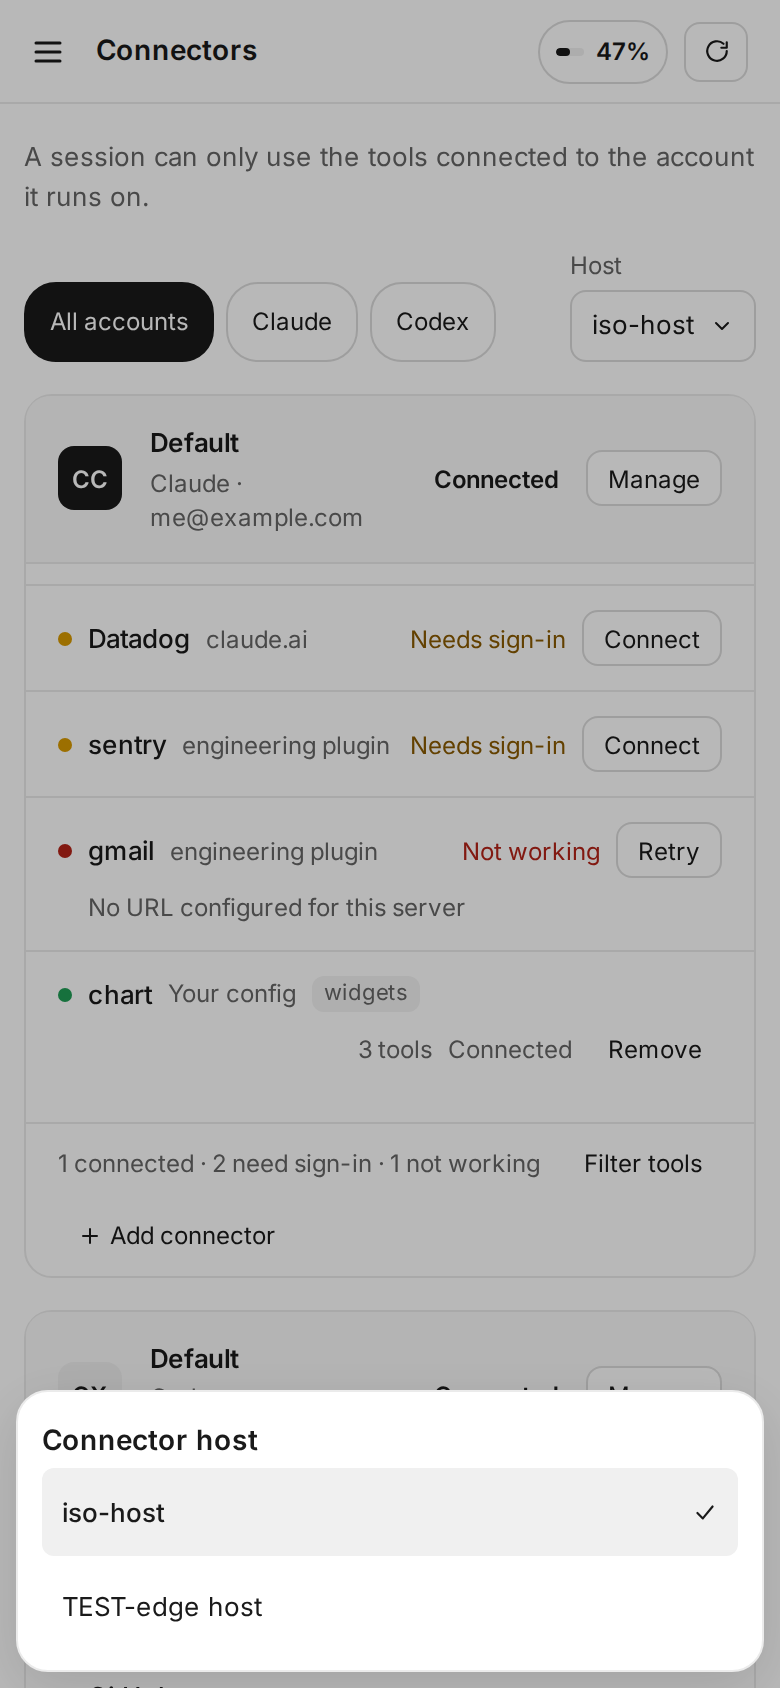 Connectors
47%
A session can only use the tools connected to the account
it runs on.
Host
All accounts
Claude
Codex
iso-host
CC
Default
Claude ·
me@example.com
Connected
Manage
Datadog claude.ai Needs sign-in Connect
sentry engineering plugin Needs sign-in Connect
gmail engineering plugin Not working Retry
No URL configured for this server
chart Your config widgets
3 tools Connected Remove
1 connected · 2 need sign-in · 1 not working Filter tools
+ Add connector
Default
Connector host
iso-host
TEST-edge host